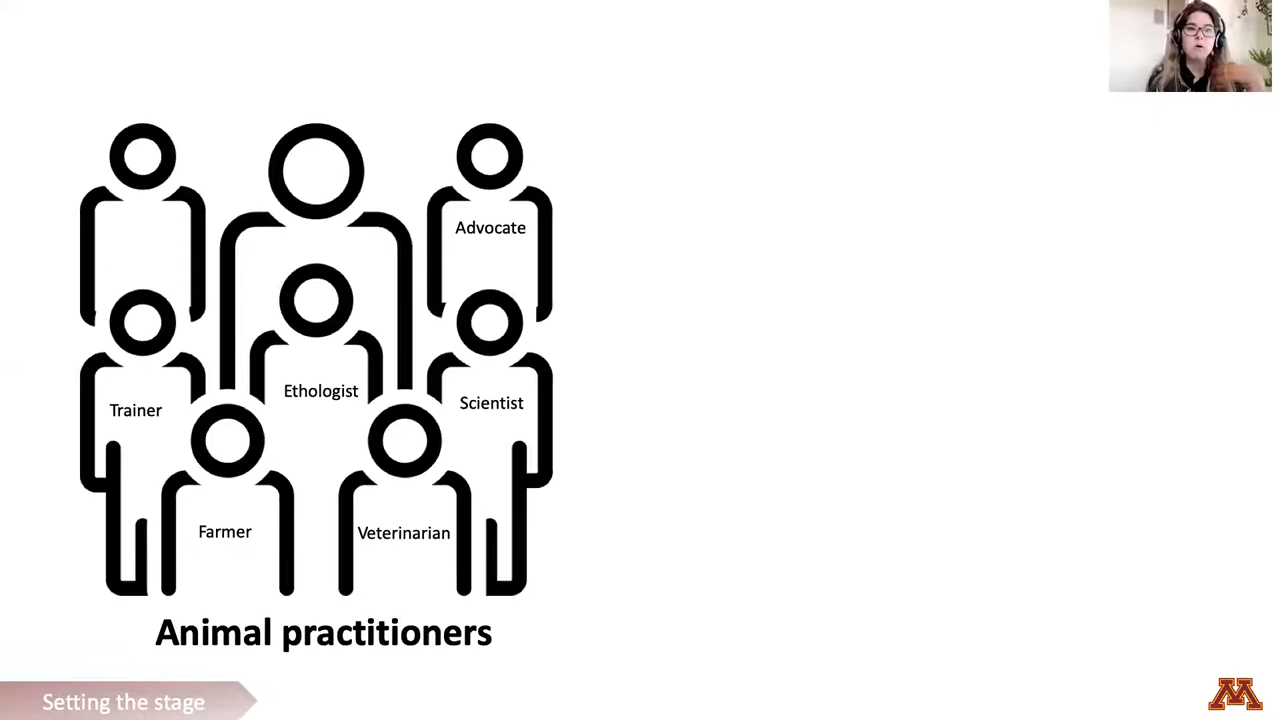 Advocate
Ethologist
Scientist
Trainer
Farmer
Veterinarian
Animal practitioners
Setting the stage
M